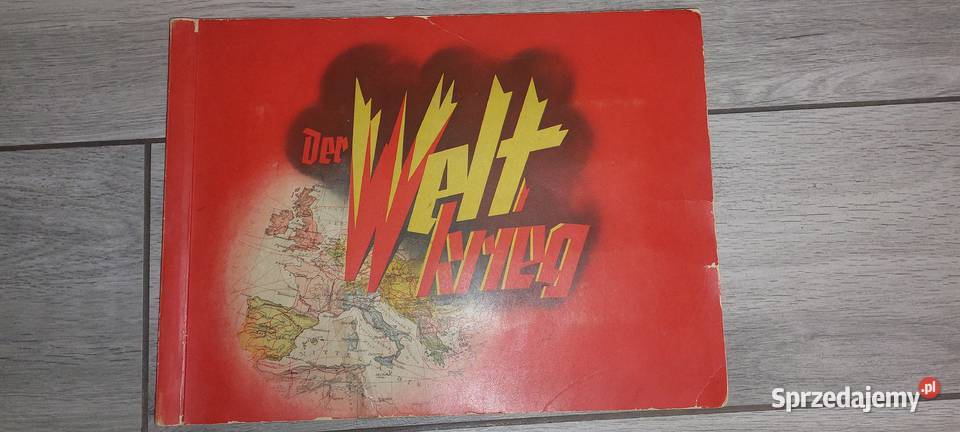 Der
Welt
krieg
Sprzedajemy.pl